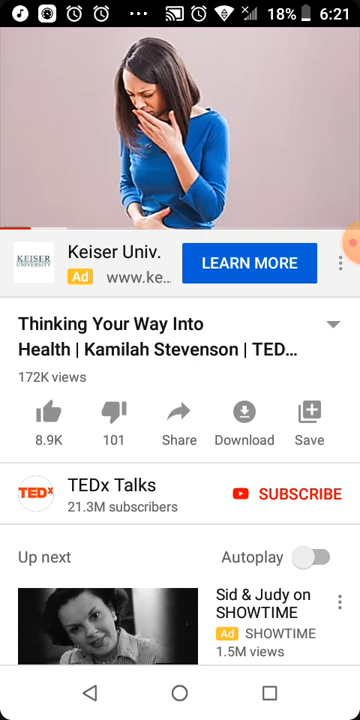 18% 6:21
KEISER
UNIVERSITY
Keiser Univ.
Ad www.ke...
LEARN MORE
Thinking Your Way Into
Health | Kamilah Stevenson | TED...
172K views
8.9K 101 Share Download Save
TEDx
TEDx Talks
21.3M subscribers
SUBSCRIBE
Up next Autoplay
Sid & Judy on
SHOWTIME
Ad SHOWTIME
1.5M views